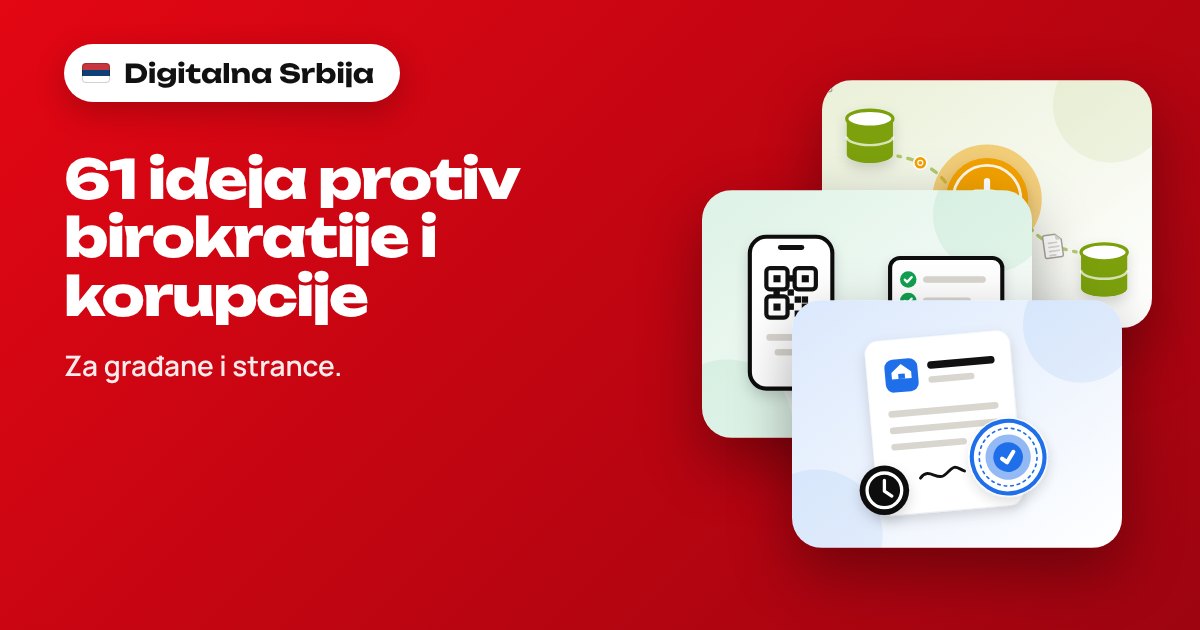 Digitalna Srbija
61 ideja protiv
birokratije i
korupcije
Za građane i strance.